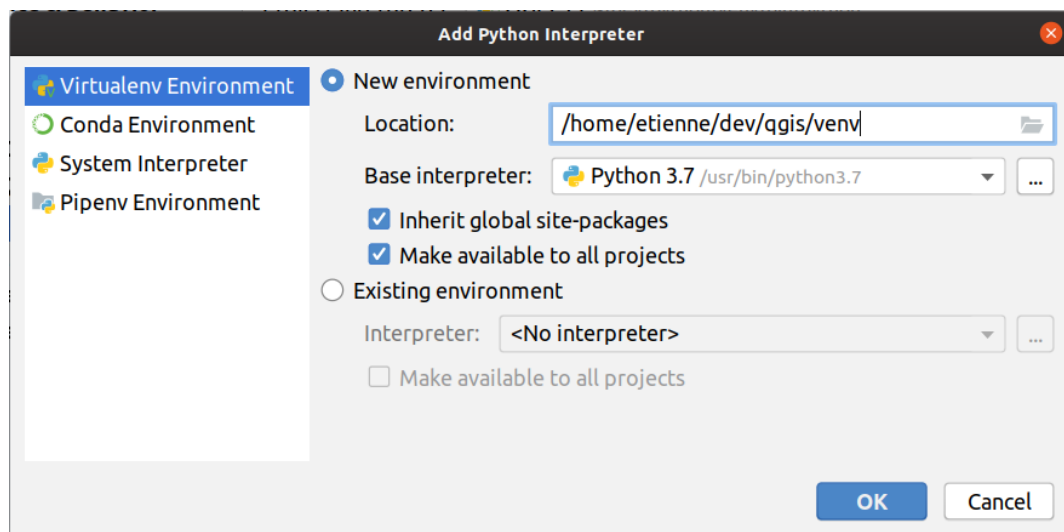 Add Python Interpreter
Virtualenv Environment
Conda Environment
System Interpreter
Pipenv Environment
New environment
Location: /home/etienne/dev/qgis/venv
Base interpreter: Python 3.7 /usr/bin/python3.7 ...
Inherit global site-packages
Make available to all projects
Existing environment
Interpreter: <No interpreter> ...
Make available to all projects
OK Cancel